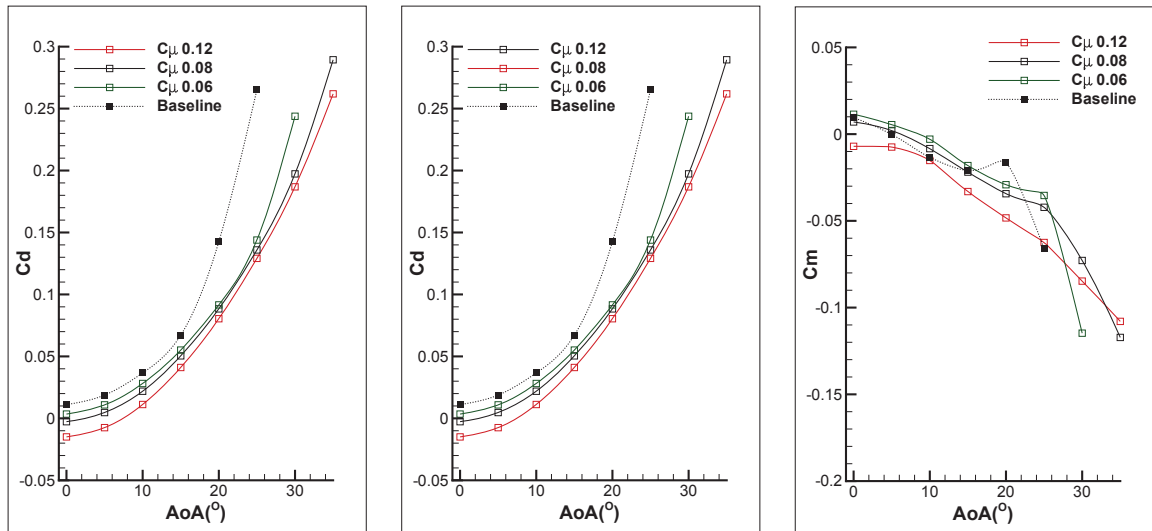 0.3
0.25
0.2
0.15
0.1
0.05
0
-0.05
Cd
Cμ 0.12
Cμ 0.08
Cμ 0.06
Baseline
0 10 20 30
AoA(O)
0.3
0.25
0.2
0.15
0.1
0.05
0
-0.05
Cd
Cμ 0.12
Cμ 0.08
Cμ 0.06
Baseline
0 10 20 30
AoA(O)
0.05
0
-0.05
-0.1
-0.15
-0.2
Cm
Cμ 0.12
Cμ 0.08
Cμ 0.06
Baseline
0 10 20 30
AoA(O)